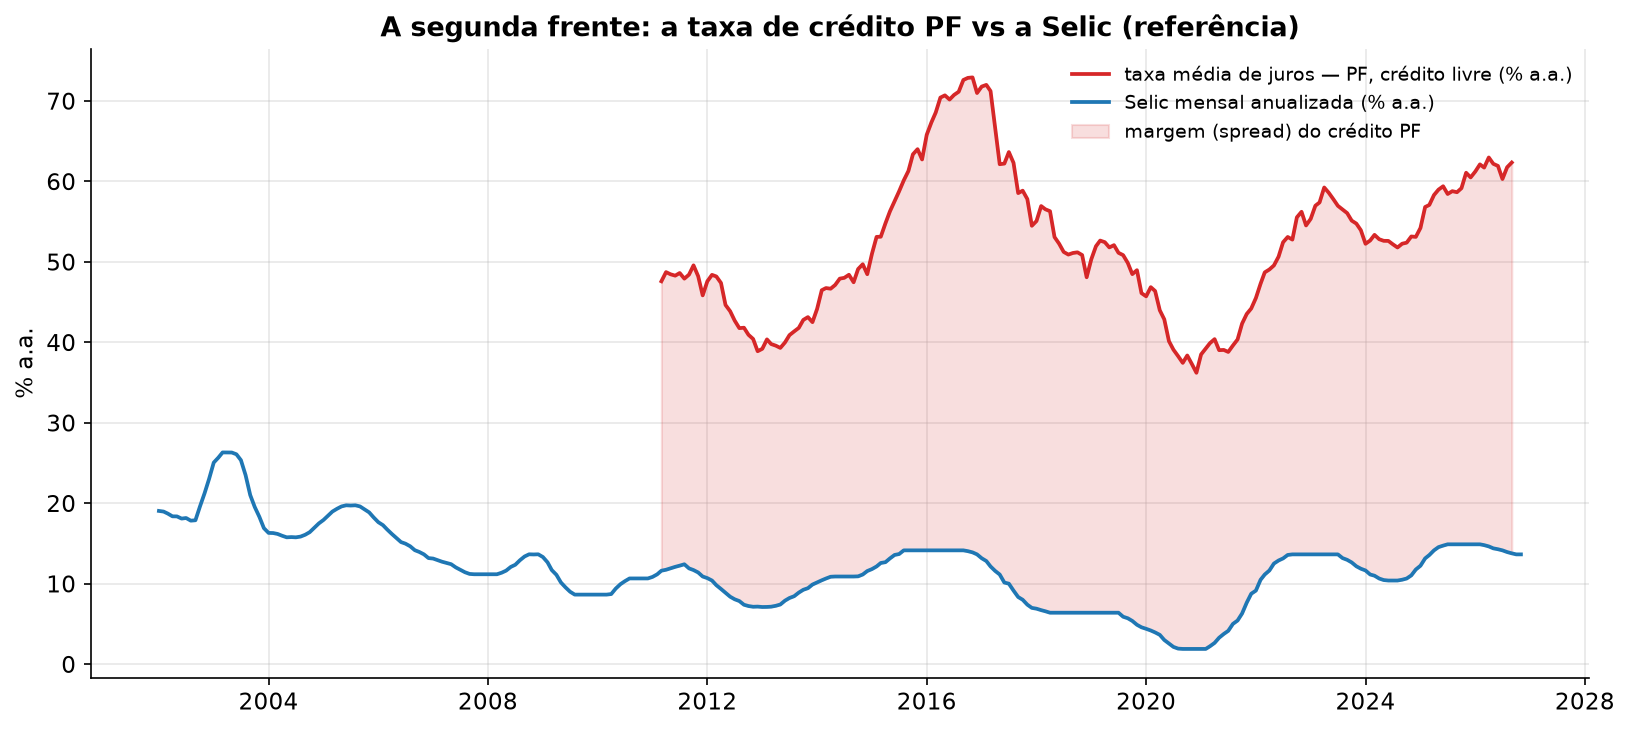 A segunda frente: a taxa de crédito PF vs a Selic (referência)
taxa média de juros — PF, crédito livre (% a.a.)
Selic mensal anualizada (% a.a.)
margem (spread) do crédito PF
% a.a.
70
60
50
40
30
20
10
0
2004 2008 2012 2016 2020 2024 2028